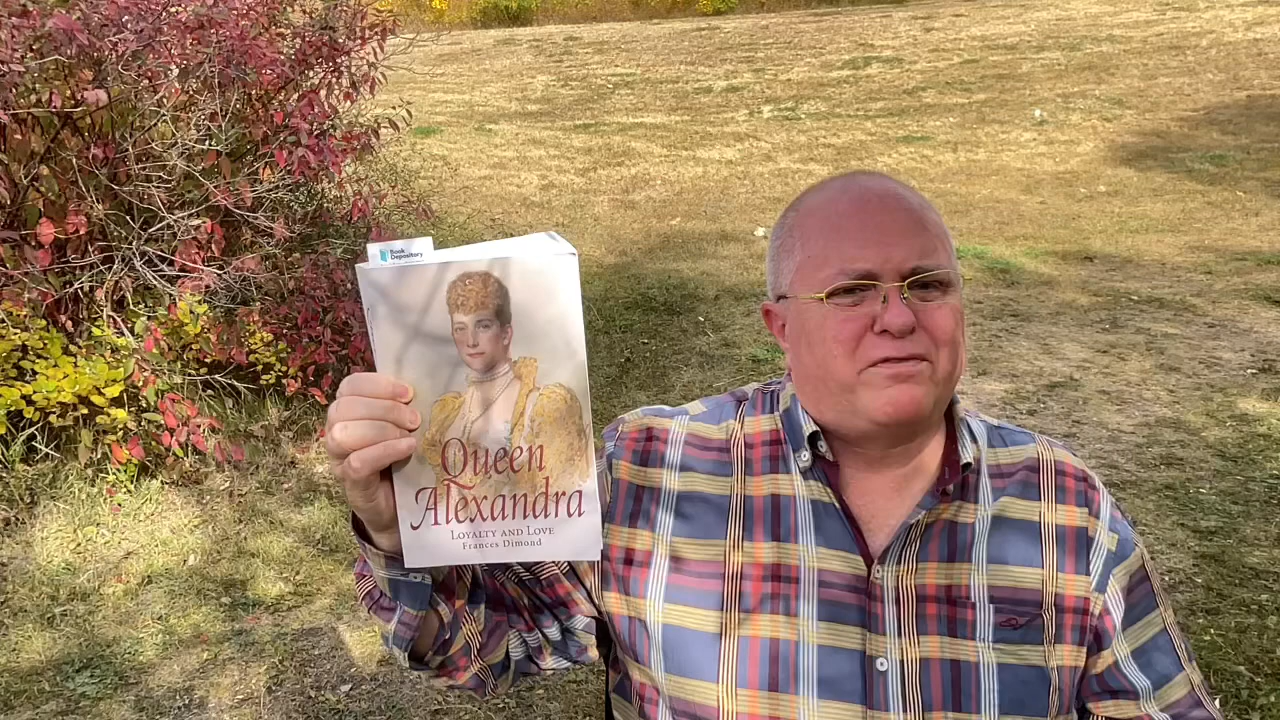 Book
Depository
Queen
Alexandra
LOYALTY AND LOVE
Frances Dimond